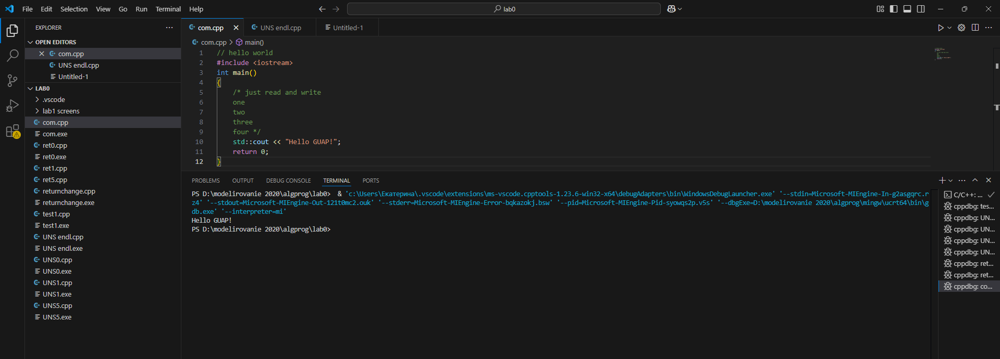 File Edit Selection View Go Run Terminal Help
lab0
EXPLORER
OPEN EDITORS
com.cpp
UNS endl.cpp
Untitled-1
LAB0
.vscode
lab1 screens
com.cpp
com.exe
ret0.cpp
ret0.exe
ret1.cpp
ret5.cpp
returnchange.cpp
returnchange.exe
test1.cpp
test1.exe
UNS endl.cpp
UNS endl.exe
UNS0.cpp
UNS0.exe
UNS1.cpp
UNS1.exe
UNS5.cpp
UNS5.exe
com.cpp UNS endl.cpp Untitled-1
com.cpp > main()
1 // hello world
2 #include <iostream>
3 int main()
4 {
5 /* just read and write
6 one
7 two
8 three
9 four */
10 std::cout << "Hello GUAP!";
11 return 0;
12 }
PROBLEMS OUTPUT DEBUG CONSOLE TERMINAL PORTS
PS D:\modelirovanie 2020\algprog\lab0>  & 'c:\Users\Екатерина\.vscode\extensions\ms-vscode.cpptools-1.23.6-win32-x64\debugAdapters\bin\WindowsDebugLauncher.exe' '--stdin=Microsoft-MIEngine-In-g2asgqrc.r
z4' '--stdout=Microsoft-MIEngine-Out-121t0mc2.ouk' '--stderr=Microsoft-MIEngine-Error-bqkazokj.bsw' '--pid=Microsoft-MIEngine-Pid-syowqs2p.v5s' '--dbgExe=D:\modelirovanie 2020\algprog\mingw\ucrt64\bin\g
db.exe' '--interpreter=mi'
Hello GUAP!
PS D:\modelirovanie 2020\algprog\lab0>
C/C++: ...
cppdbg: tes...
cppdbg: UN...
cppdbg: UN...
cppdbg: UN...
cppdbg: UN...
cppdbg: ret...
cppdbg: ret...
cppdbg: co...